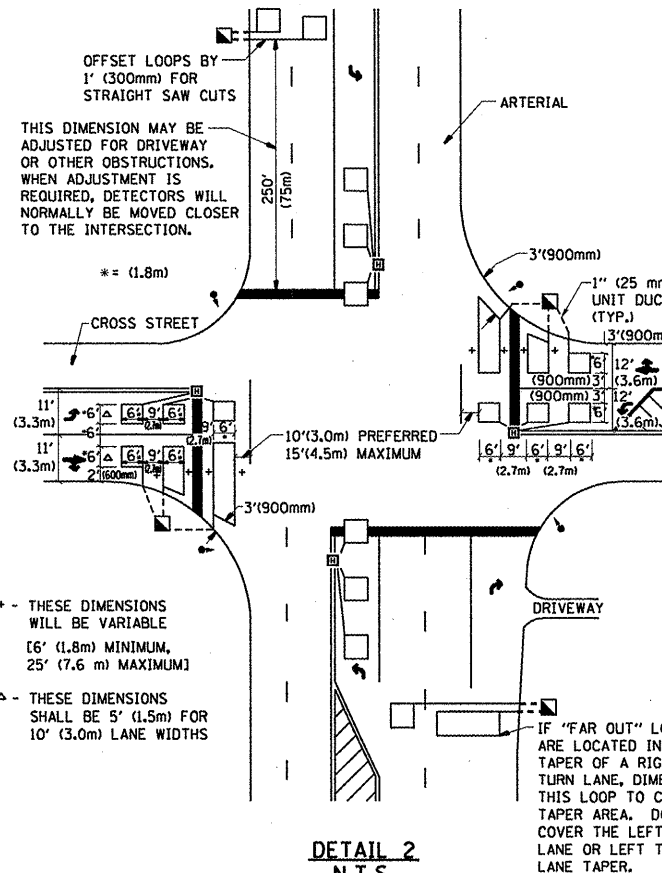 OFFSET LOOPS BY
1' (300mm) FOR
STRAIGHT SAW CUTS
ARTERIAL
THIS DIMENSION MAY BE
ADJUSTED FOR DRIVEWAY
OR OTHER OBSTRUCTIONS.
WHEN ADJUSTMENT IS
REQUIRED, DETECTORS WILL
NORMALLY BE MOVED CLOSER
TO THE INTERSECTION.
250'
(75m)
* = (1.8m)
H
3'(900mm)
1" (25 mm
UNIT DUC
(TYP.)
CROSS STREET
3'(900m
*6'
12'
(3.6m)
(900mm) 3'
(900mm) 3'
12'
*6'
(3.6m)
H
11'
(3.3m)
*6'
6' 9' 6'
(2.7m)
*6'
9' 6'
(2.7m)
11'
(3.3m)
*6'
6' 9' 6'
(2.7m)
2'
(600mm)
H
10'(3.0m) PREFERRED
15'(4.5m) MAXIMUM
6' 9' 6' 9' 6'
(2.7m) (2.7m)
3'(900mm)
H
+ - THESE DIMENSIONS
WILL BE VARIABLE
[6' (1.8m) MINIMUM,
25' (7.6 m) MAXIMUM]
DRIVEWAY
△ - THESE DIMENSIONS
SHALL BE 5' (1.5m) FOR
10' (3.0m) LANE WIDTHS
IF "FAR OUT" LO
ARE LOCATED IN
TAPER OF A RIG
TURN LANE, DIME
THIS LOOP TO C
TAPER AREA. DO
COVER THE LEFT
LANE OR LEFT T
LANE TAPER.
DETAIL 2
N.T.S.